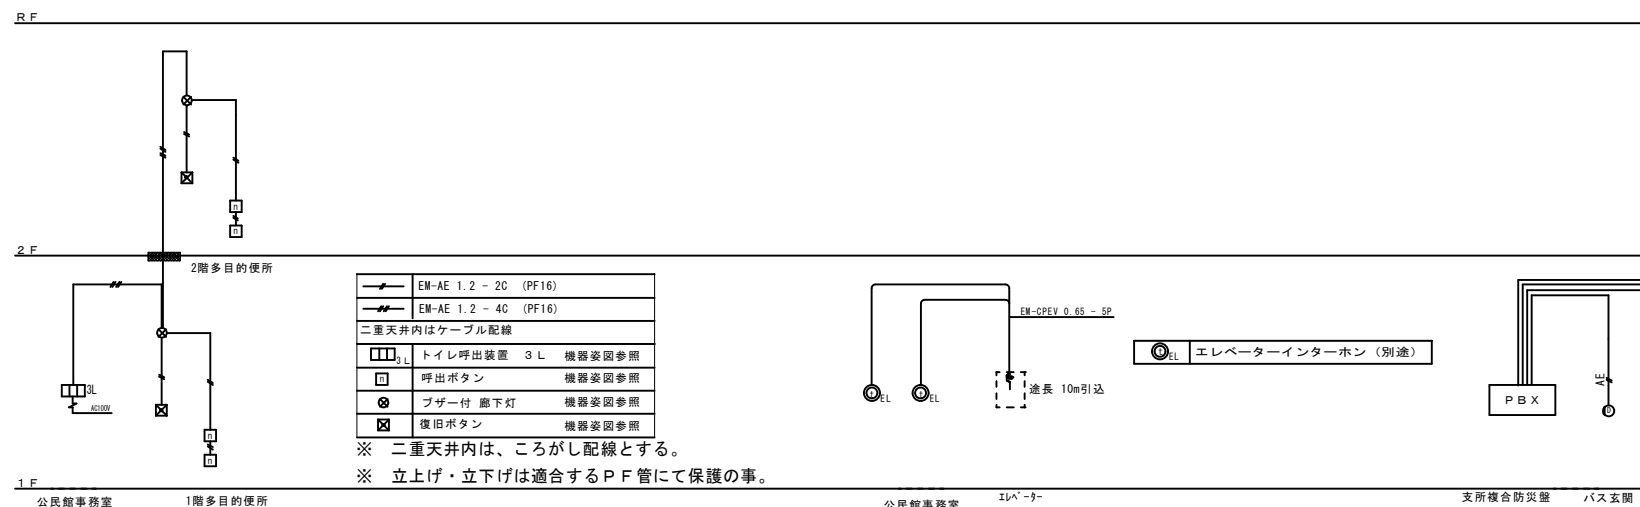 ＲＦ
２Ｆ
2階多目的便所
n
n
3L
AC100V
n
n
EM-AE 1.2 - 2C （PF16）
EM-AE 1.2 - 4C （PF16）
二重天井内はケーブル配線
3L トイレ呼出装置 ３Ｌ 機器姿図参照
n 呼出ボタン 機器姿図参照
ブザー付 廊下灯 機器姿図参照
復旧ボタン 機器姿図参照
※ 二重天井内は、ころがし配線とする。
※ 立上げ・立下げは適合するＰＦ管にて保護の事。
EM-CPEV 0.65 - 5P
t EL
t EL
途長 10m引込
t EL エレベーターインターホン（別途）
ＰＢＸ
AE
D
１Ｆ
公民館事務室
1階多目的便所
公民館事務室
ｴﾚﾍﾞｰﾀｰ
支所複合防災盤
バス玄関